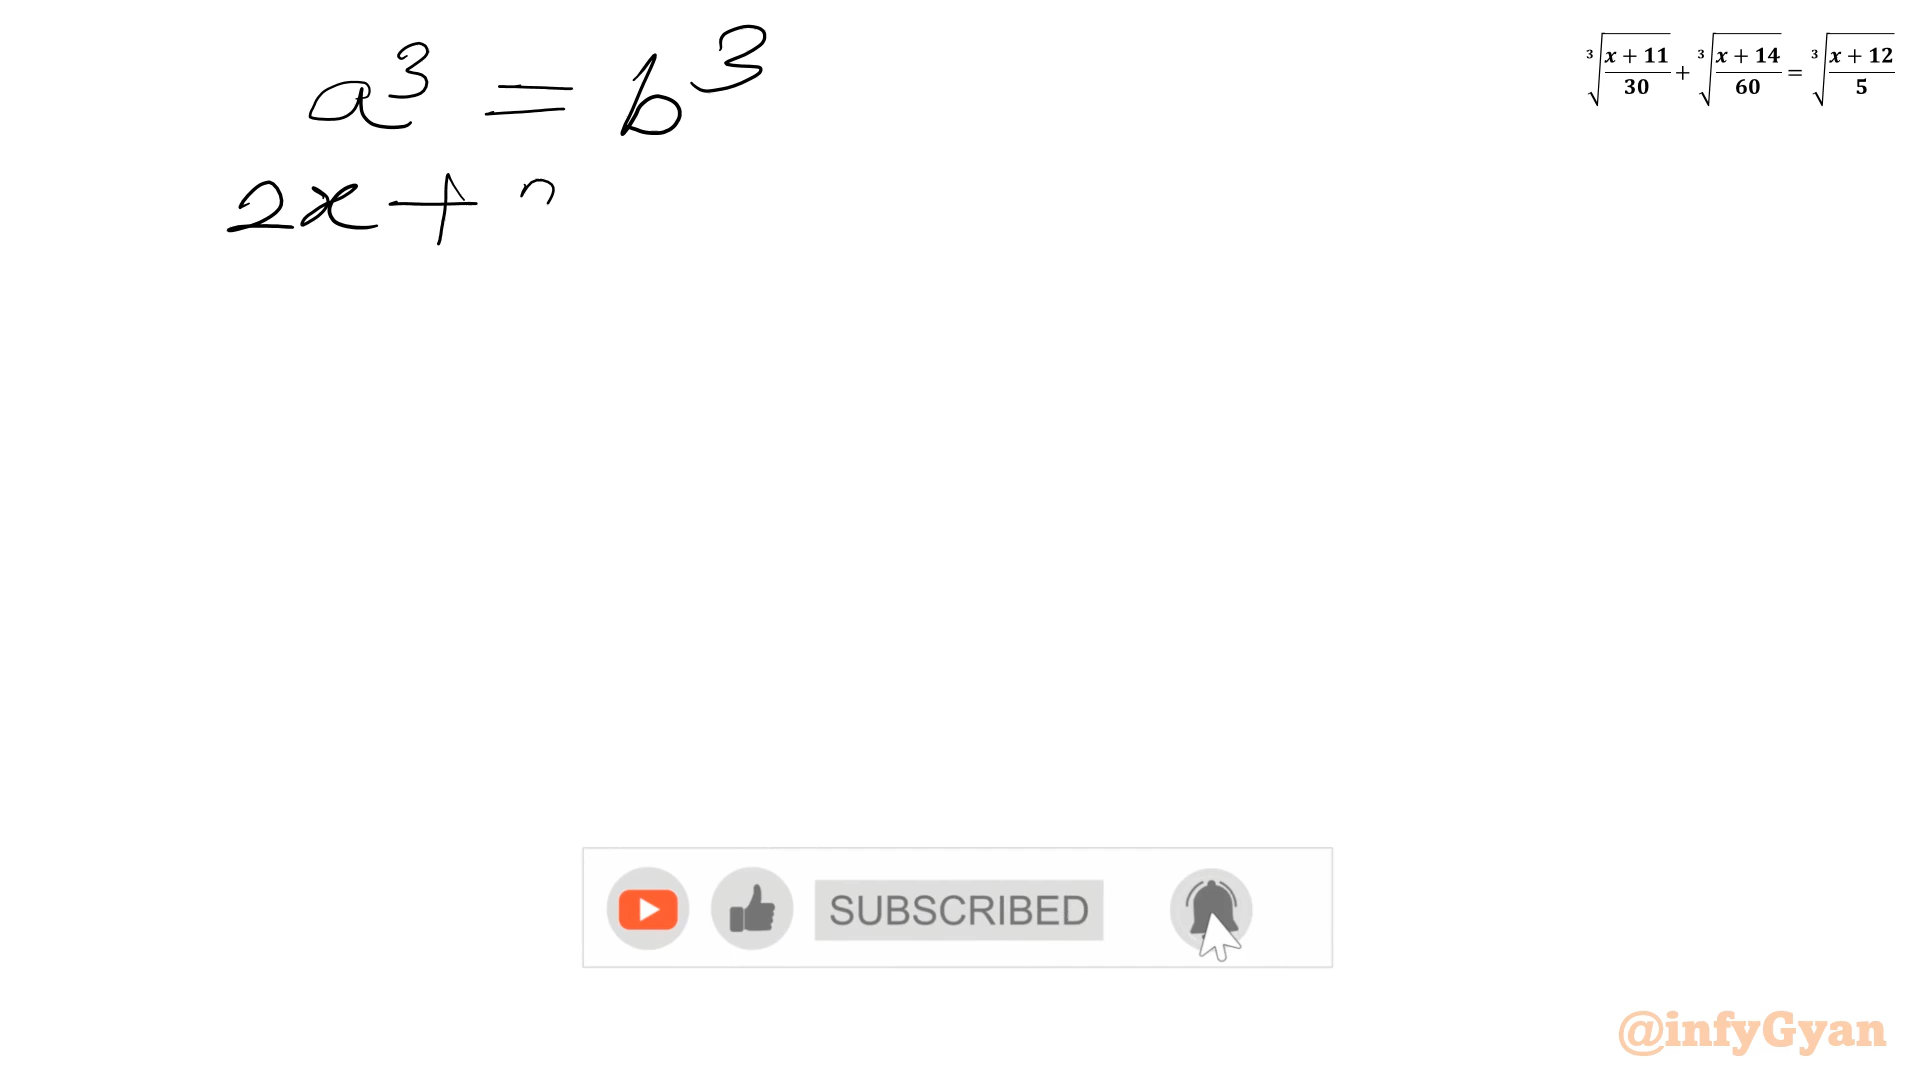 a³ = b³
∛((x + 11)/30) + ∛((x + 14)/60) = ∛((x + 12)/5)
2x +
SUBSCRIBED
@infyGyan